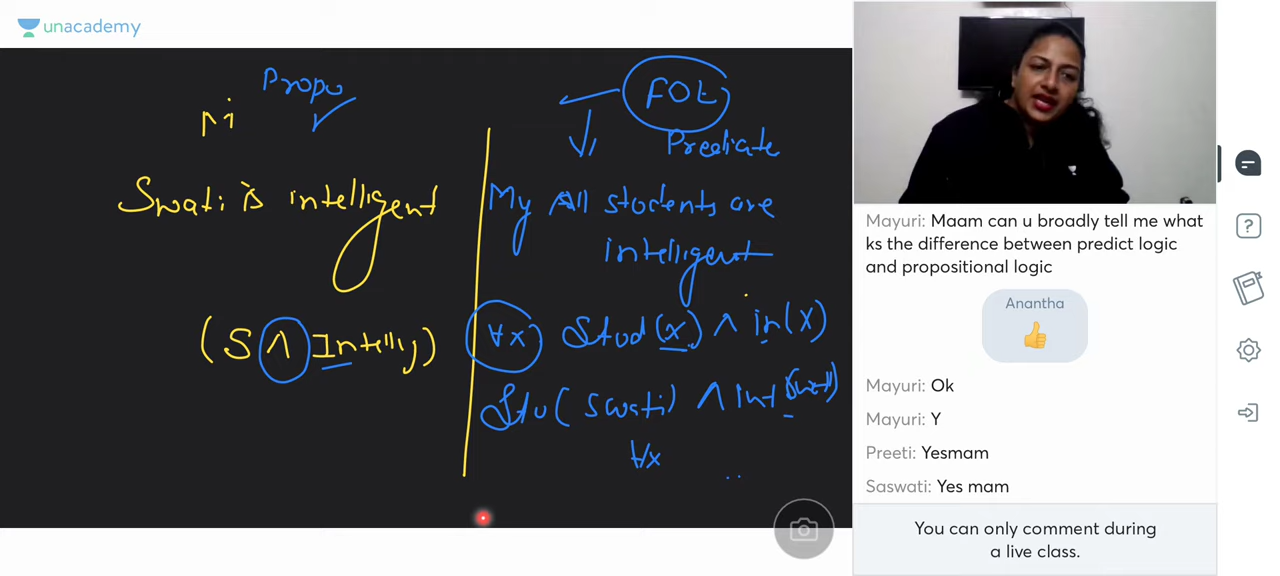 unacademy
Propo
Swati is intelligent
(S ∧ Intellig)
FOL
Predicate
My All students are
intelligent
∀x Stud (x) ∧ in(x)
Stu (Swati) ∧ Int (Swati)
∀x
Mayuri: Maam can u broadly tell me what
ks the difference between predict logic
and propositional logic
Anantha
👍
Mayuri: Ok
Mayuri: Y
Preeti: Yesmam
Saswati: Yes mam
You can only comment during
a live class.